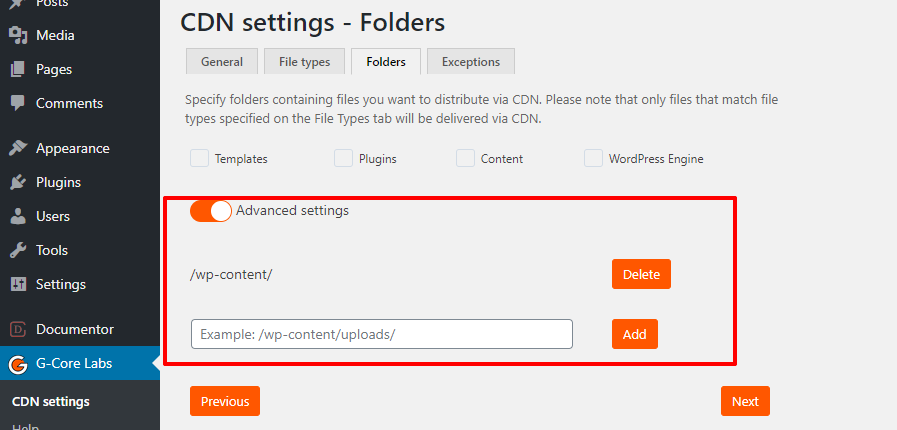 Posts
Media
Pages
Comments
Appearance
Plugins
Users
Tools
Settings
Documentor
G-Core Labs
CDN settings
Help
CDN settings - Folders
General
File types
Folders
Exceptions
Specify folders containing files you want to distribute via CDN. Please note that only files that match file
types specified on the File Types tab will be delivered via CDN.
Templates
Plugins
Content
WordPress Engine
Advanced settings
/wp-content/
Delete
Example: /wp-content/uploads/
Add
Previous
Next